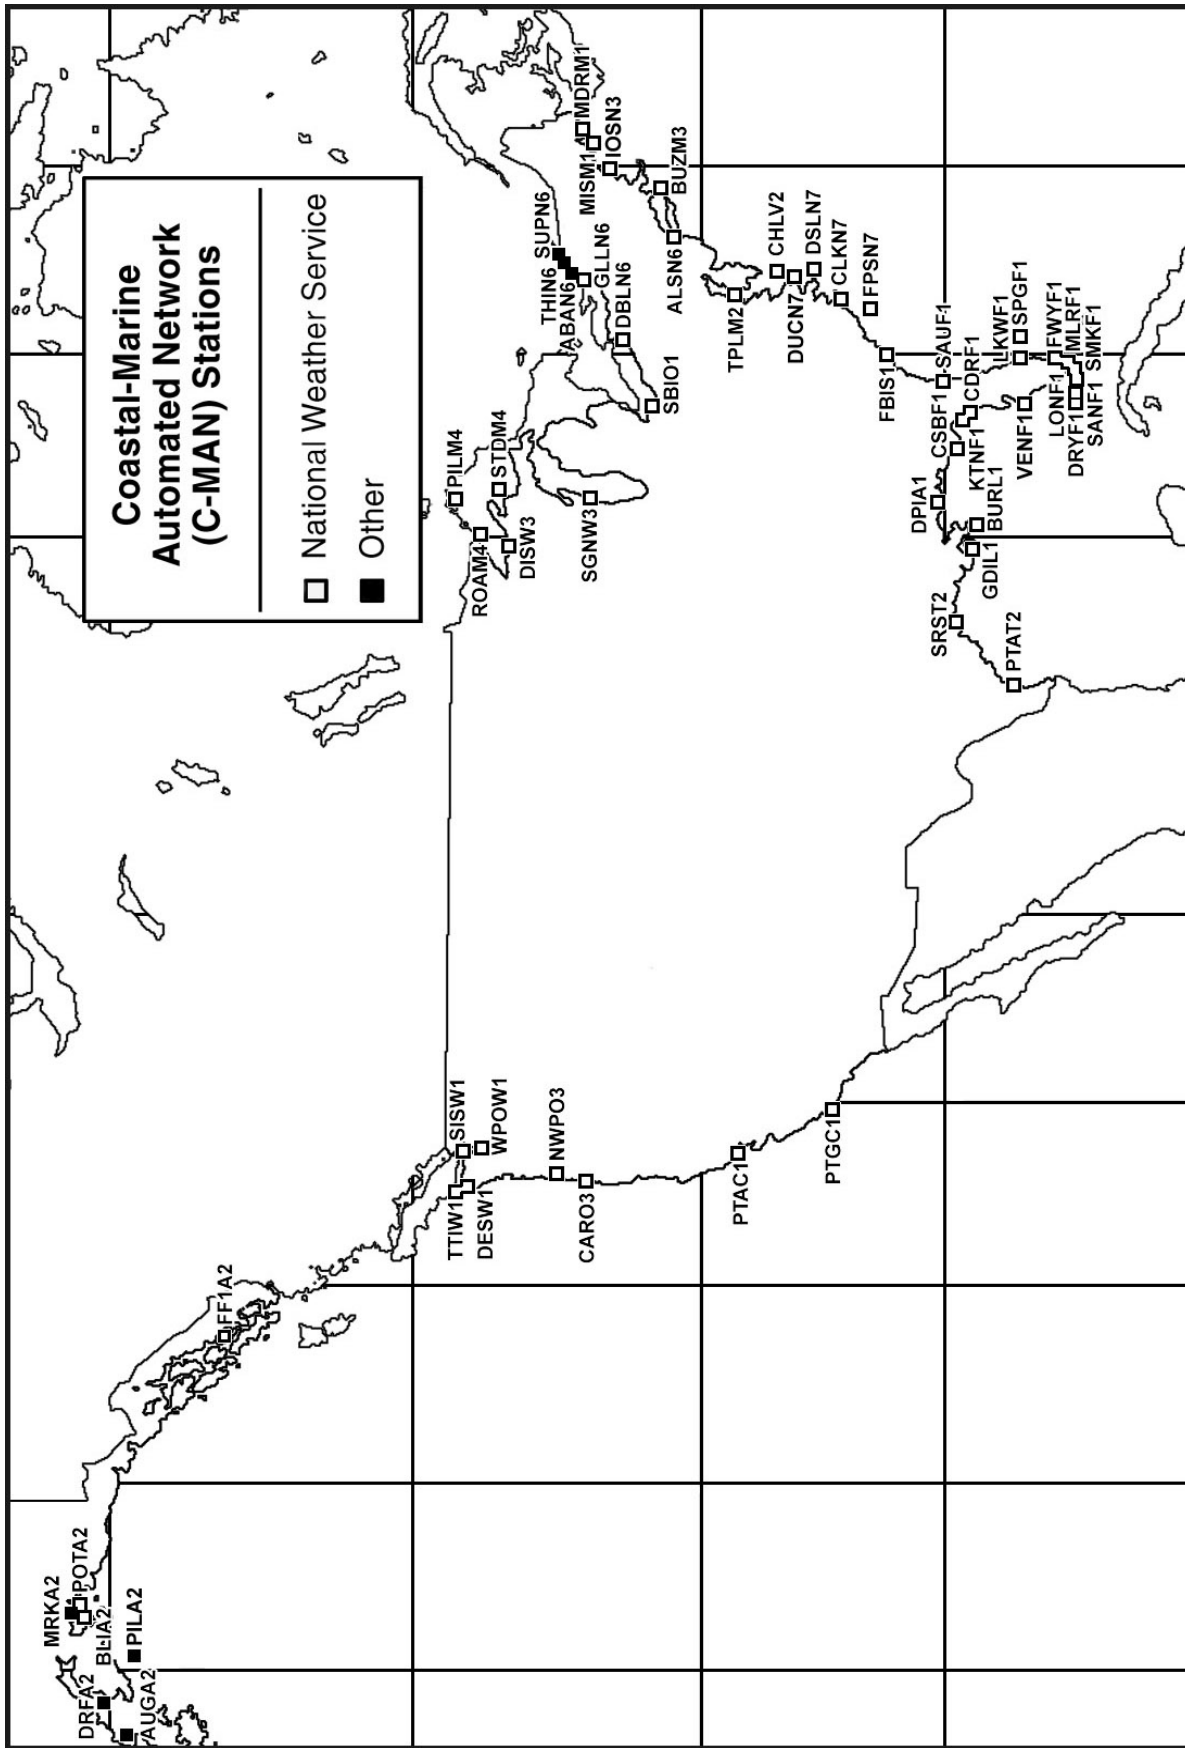 Coastal-Marine
Automated Network
(C-MAN) Stations
National Weather Service
Other
MRKA2
POTA2
BLIA2
PILA2
DRFA2
AUGA2
FF1A2
TTIW1
DESW1
SISW1
WPOW1
NWPO3
CARO3
PTAC1
PTGC1
PILM4
STDM4
ROAM4
DISW3
SGNW3
SBIO1
DBLN6
GLLN6
ABAN6
THIN6
SUPN6
MDRM1
MISM1
IOSN3
BUZM3
ALSN6
TPLM2
CHLV2
DUCN7
DSLN7
CLKN7
FPSN7
FBIS1
SAUF1
LKWF1
SPGF1
FWYF1
MLRF1
SMKF1
LONF1
DRYF1
SANF1
VENF1
CDRF1
KTNF1
CSBF1
DPIA1
BURL1
GDIL1
SRST2
PTAT2